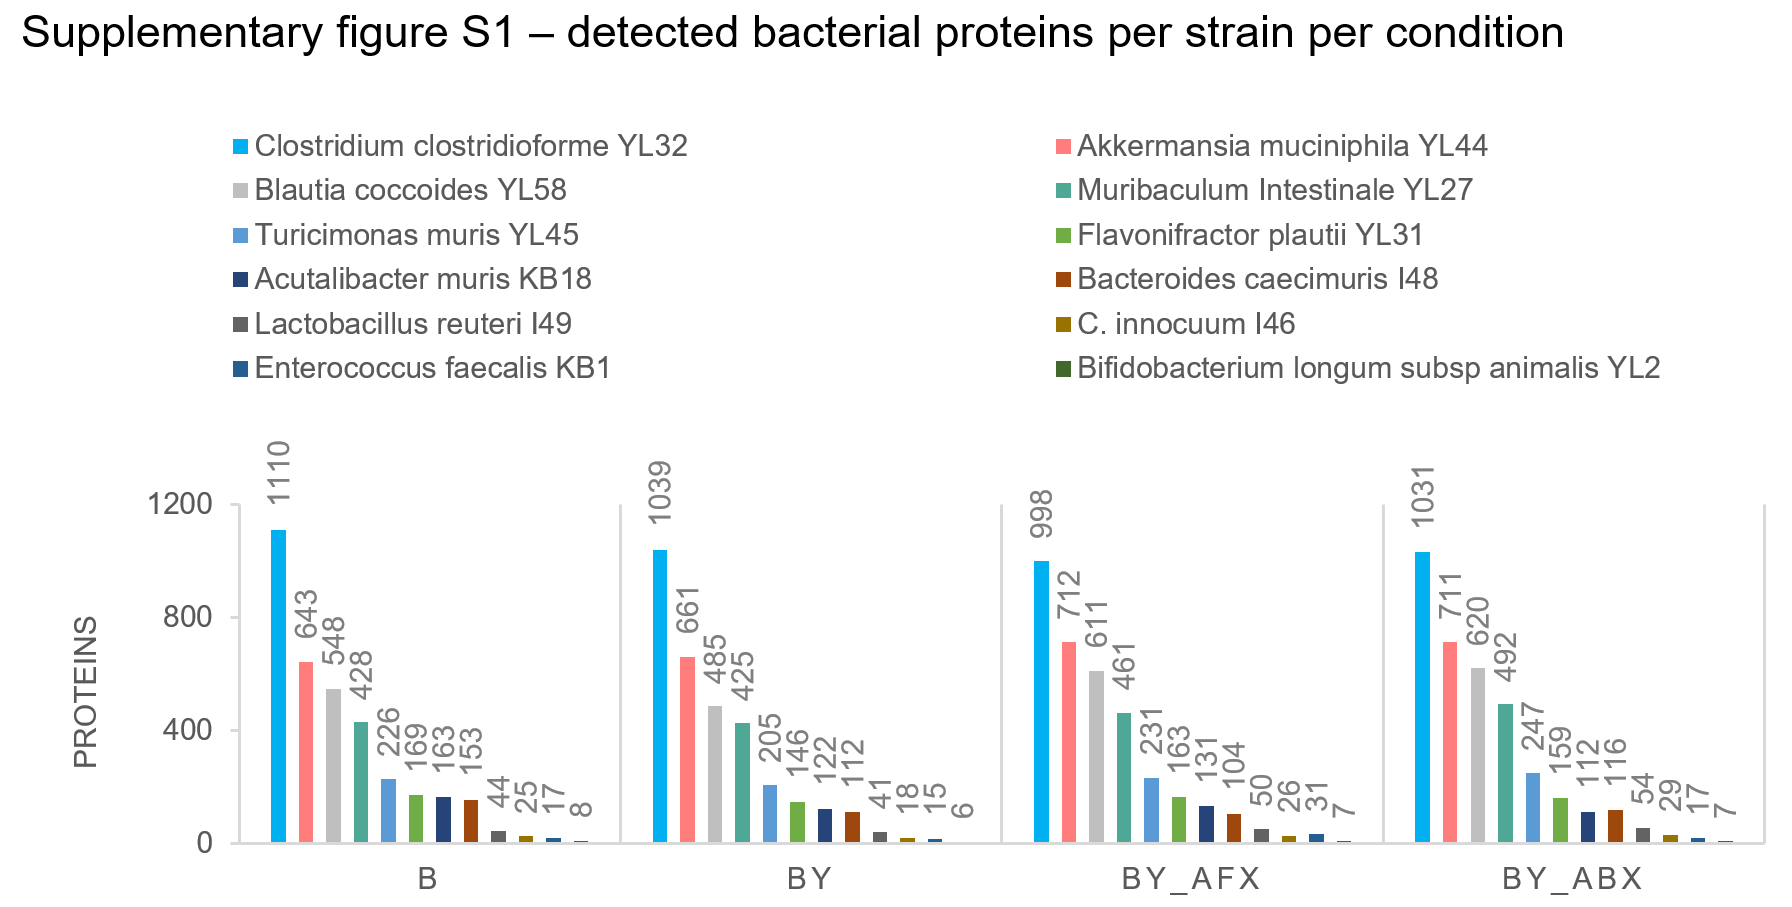 Supplementary figure S1 – detected bacterial proteins per strain per condition
Clostridium clostridioforme YL32
Akkermansia muciniphila YL44
Blautia coccoides YL58
Muribaculum Intestinale YL27
Turicimonas muris YL45
Flavonifractor plautii YL31
Acutalibacter muris KB18
Bacteroides caecimuris I48
Lactobacillus reuteri I49
C. innocuum I46
Enterococcus faecalis KB1
Bifidobacterium longum subsp animalis YL2
PROTEINS
1200
800
400
0
1110
643
548
428
226
169
163
153
44
25
17
8
1039
661
485
425
205
146
122
112
41
18
15
6
998
712
611
461
231
163
131
104
50
26
31
7
1031
711
620
492
247
159
112
116
54
29
17
7
B
BY
BY_AFX
BY_ABX